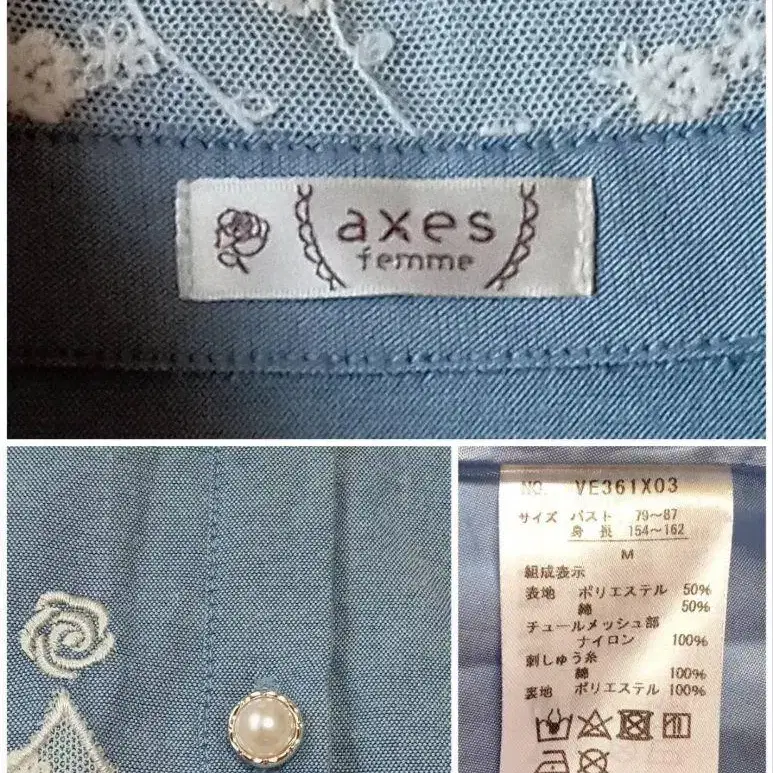 axes
femme
NO. VE361X03
サイズ バスト 79~87
身長 154~162
M
組成表示
表地 ポリエステル 50%
綿 50%
チュールメッシュ部
ナイロン 100%
刺しゅう糸
綿 100%
裏地 ポリエステル 100%